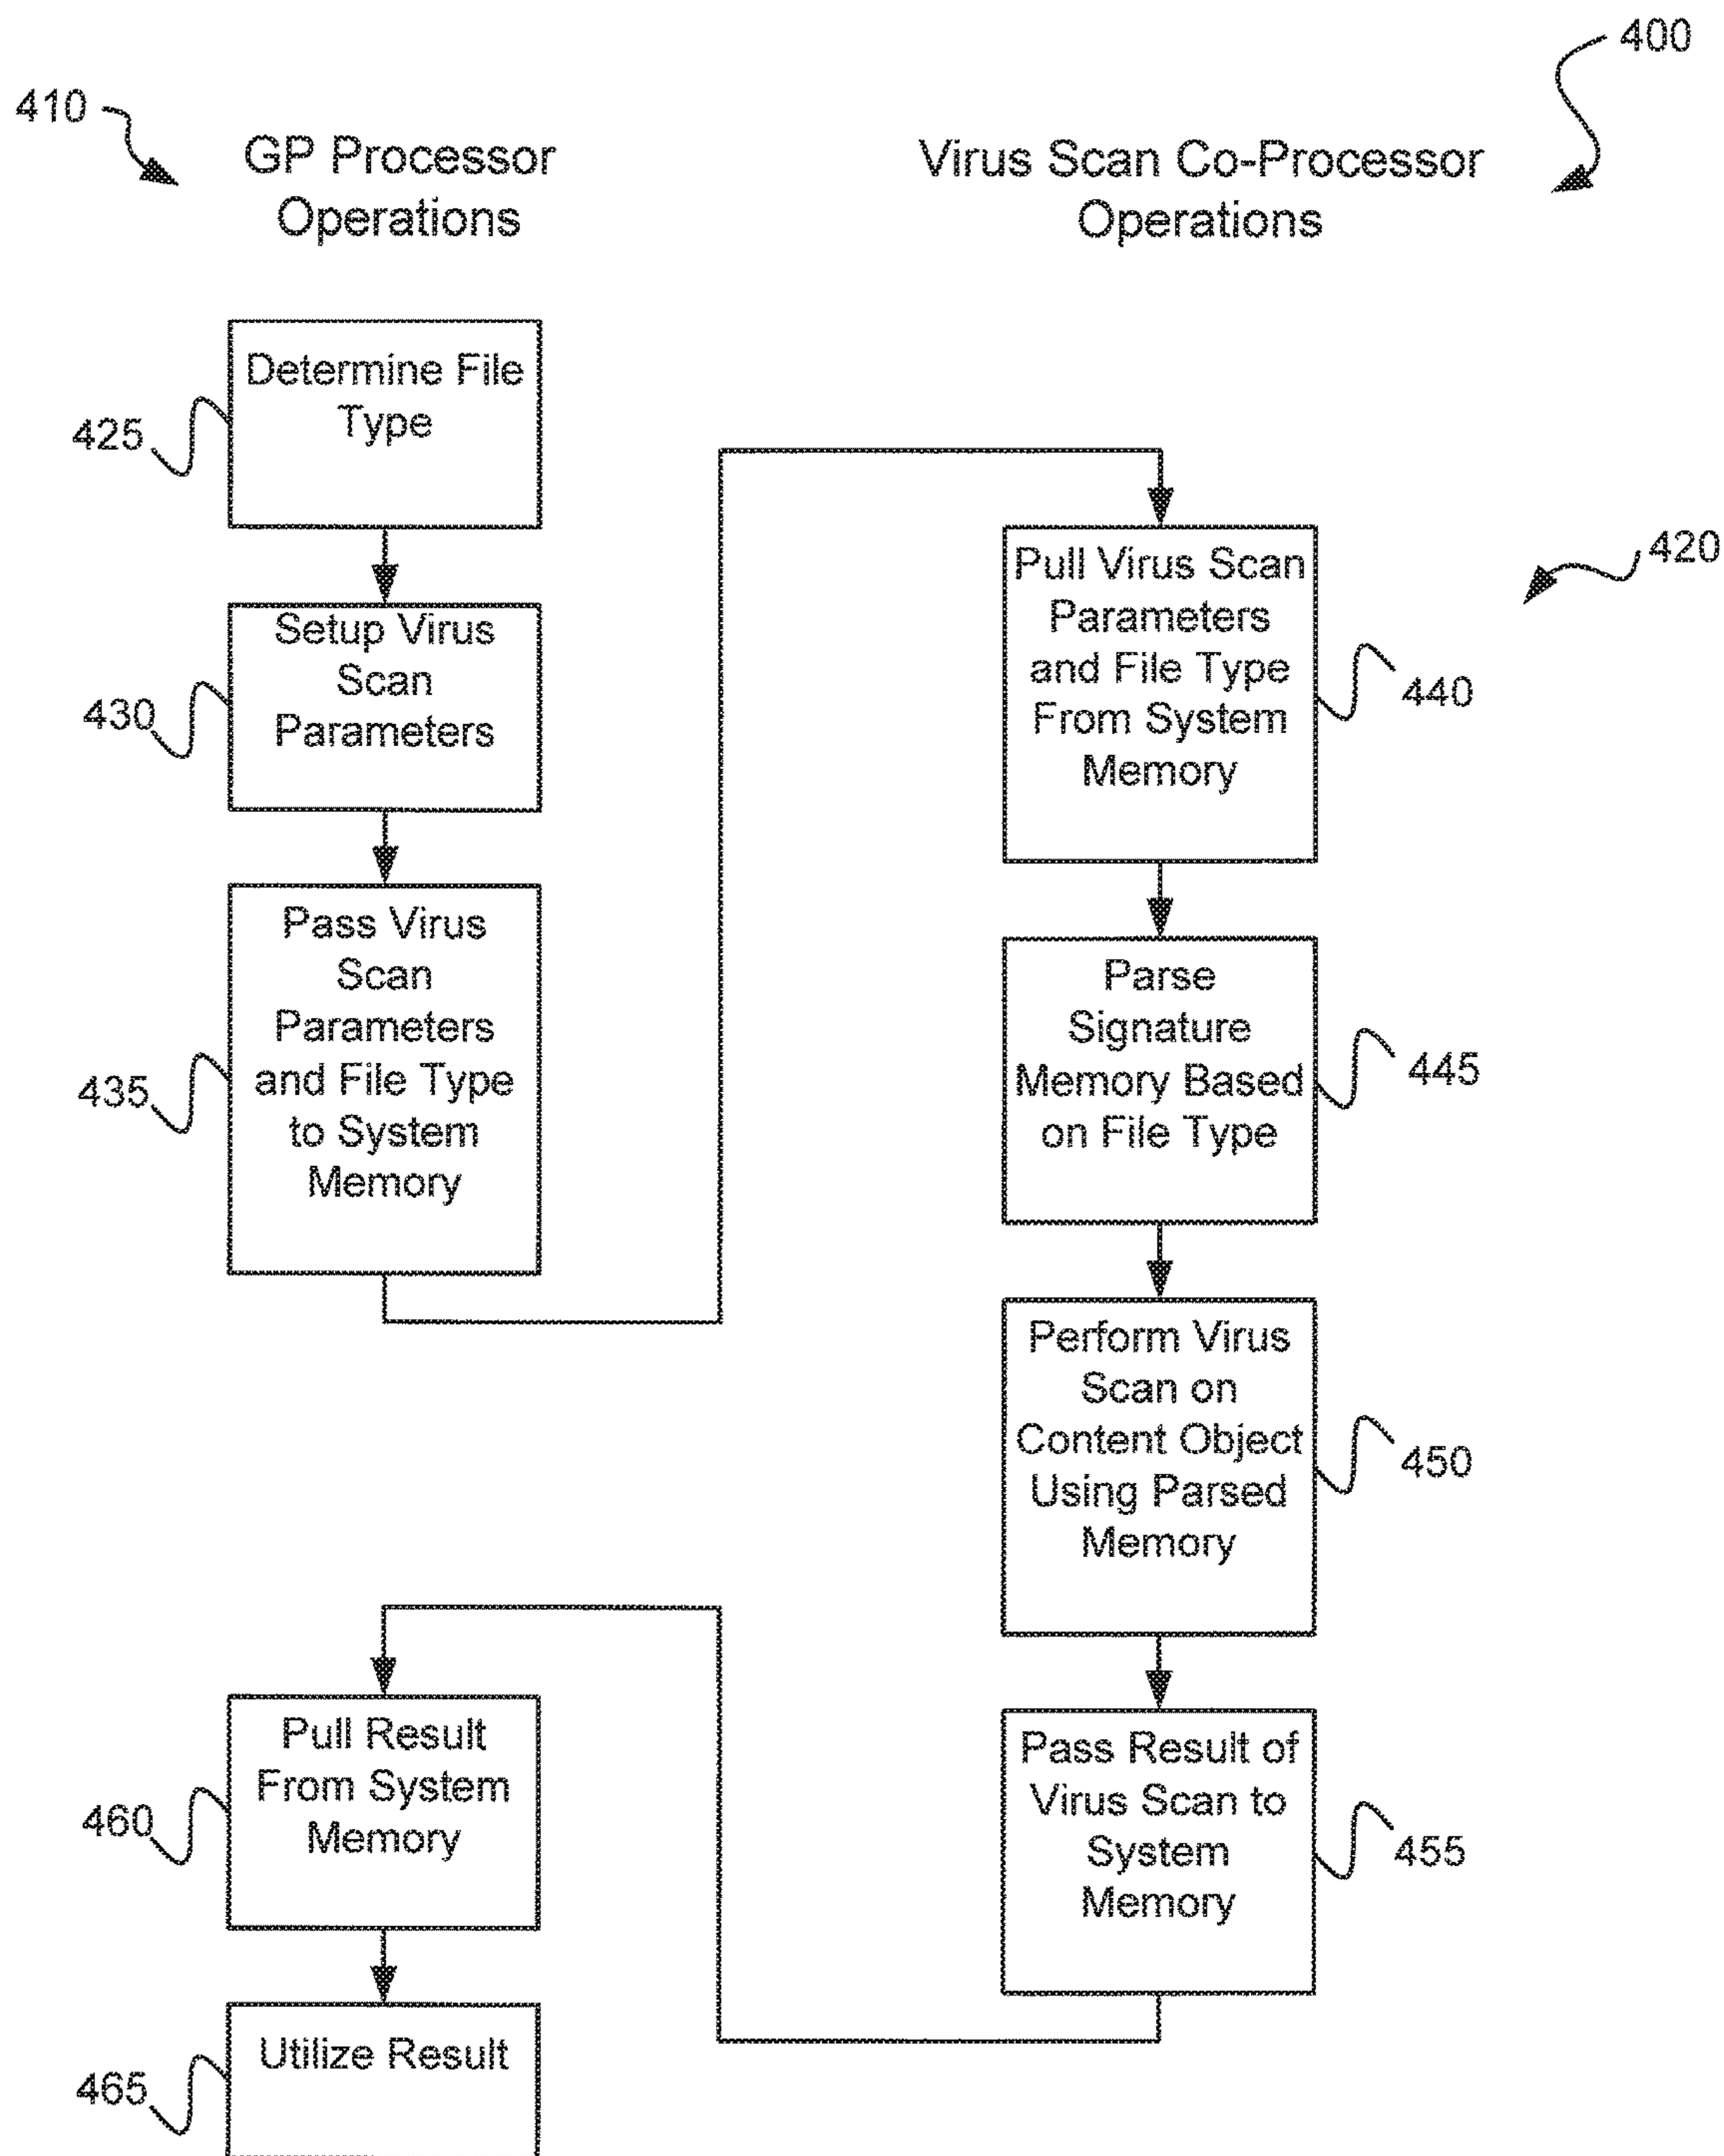 400
410
GP Processor
Operations
Virus Scan Co-Processor
Operations
Determine File
Type
425
Setup Virus
Scan
Parameters
430
Pass Virus
Scan
Parameters
and File Type
to System
Memory
435
420
Pull Virus Scan
Parameters
and File Type
From System
Memory
440
Parse
Signature
Memory Based
on File Type
445
Perform Virus
Scan on
Content Object
Using Parsed
Memory
450
Pass Result of
Virus Scan to
System
Memory
455
Pull Result
From System
Memory
460
Utilize Result
465